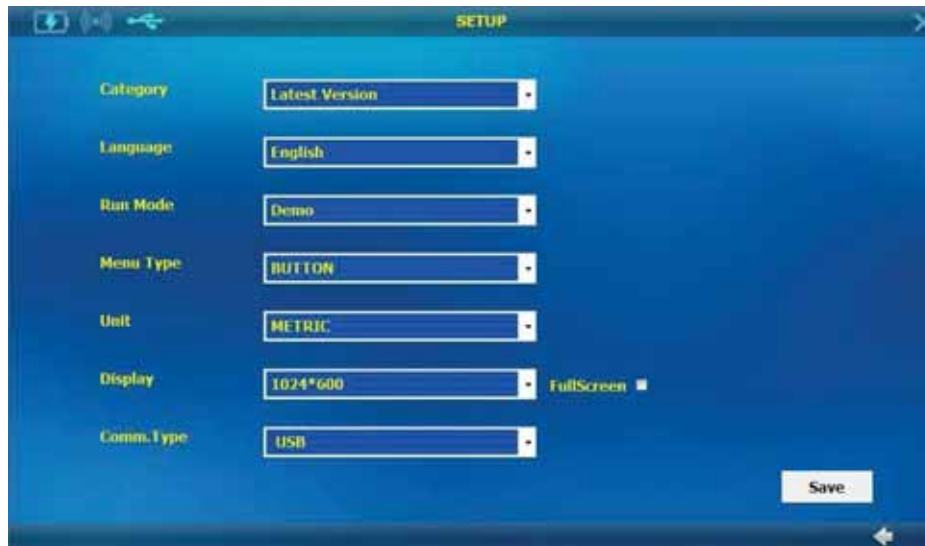 SETUP
Category Latest Version
Language English
Run Mode Demo
Menu Type BUTTON
Unit METRIC
Display 1024*600 FullScreen
Comm.Type USB
Save